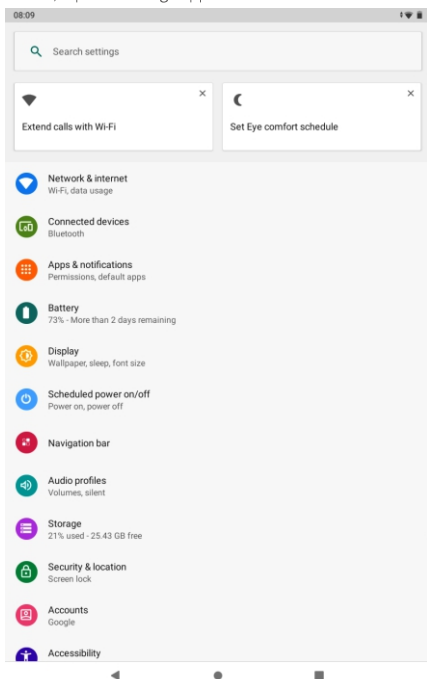 08:09
Search settings
Extend calls with Wi-Fi
Set Eye comfort schedule
Network & internet
Wi-Fi, data usage
Connected devices
Bluetooth
Apps & notifications
Permissions, default apps
Battery
73% - More than 2 days remaining
Display
Wallpaper, sleep, font size
Scheduled power on/off
Power on, power off
Navigation bar
Audio profiles
Volumes, silent
Storage
21% used - 25.43 GB free
Security & location
Screen lock
Accounts
Google
Accessibility